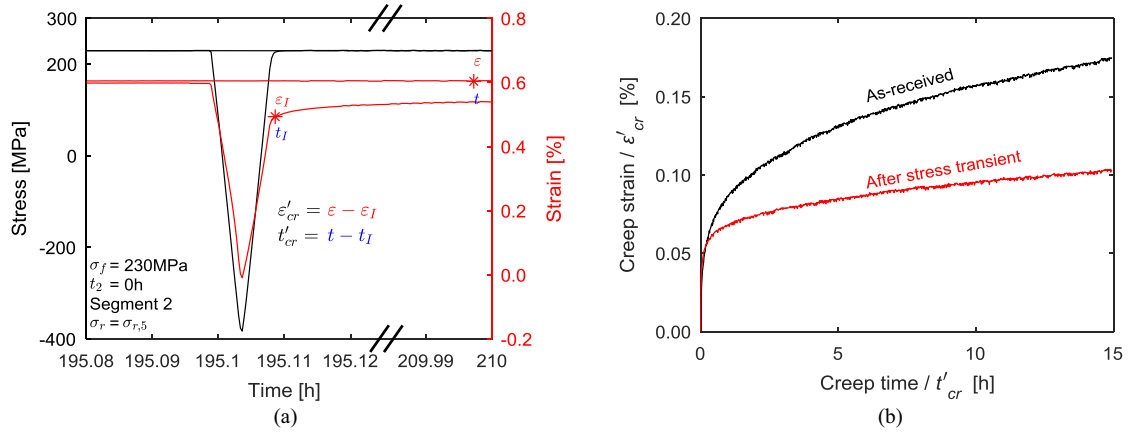 300
200
0
-200
-400
Stress [MPa]
0.8
0.6
0.4
0.2
0.0
-0.2
Strain [%]
ε
t
ε_I
t_I
ε′_cr = ε − ε_I
t′_cr = t − t_I
σ_f = 230MPa
t_2 = 0h
Segment 2
σ_r = σ_r,5
195.08 195.09 195.1 195.11 195.12 209.99 210
Time [h]
(a)
0.20
0.15
0.10
0.05
0.00
Creep strain / ε′_cr [%]
As-received
After stress transient
0 5 10 15
Creep time / t′_cr [h]
(b)